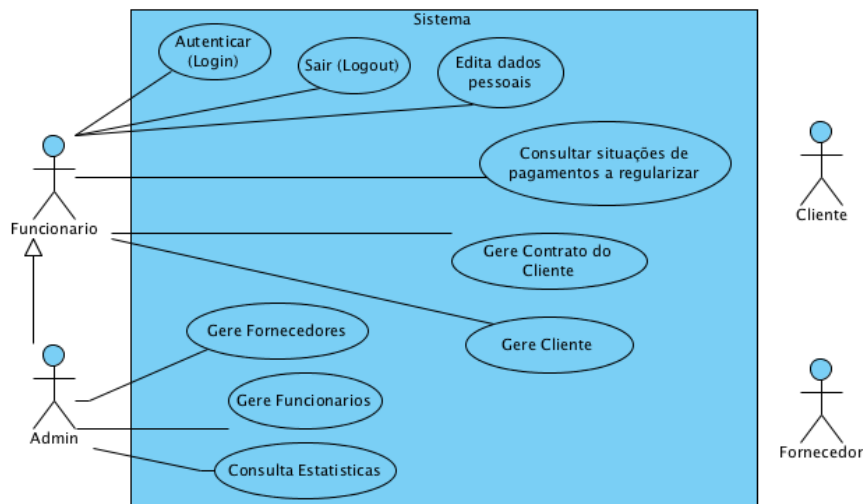 Sistema
Autenticar
(Login)
Sair (Logout)
Edita dados
pessoais
Consultar situações de
pagamentos a regularizar
Funcionario
Cliente
Gere Contrato do
Cliente
Gere Fornecedores
Gere Cliente
Gere Funcionarios
Admin
Fornecedor
Consulta Estatisticas